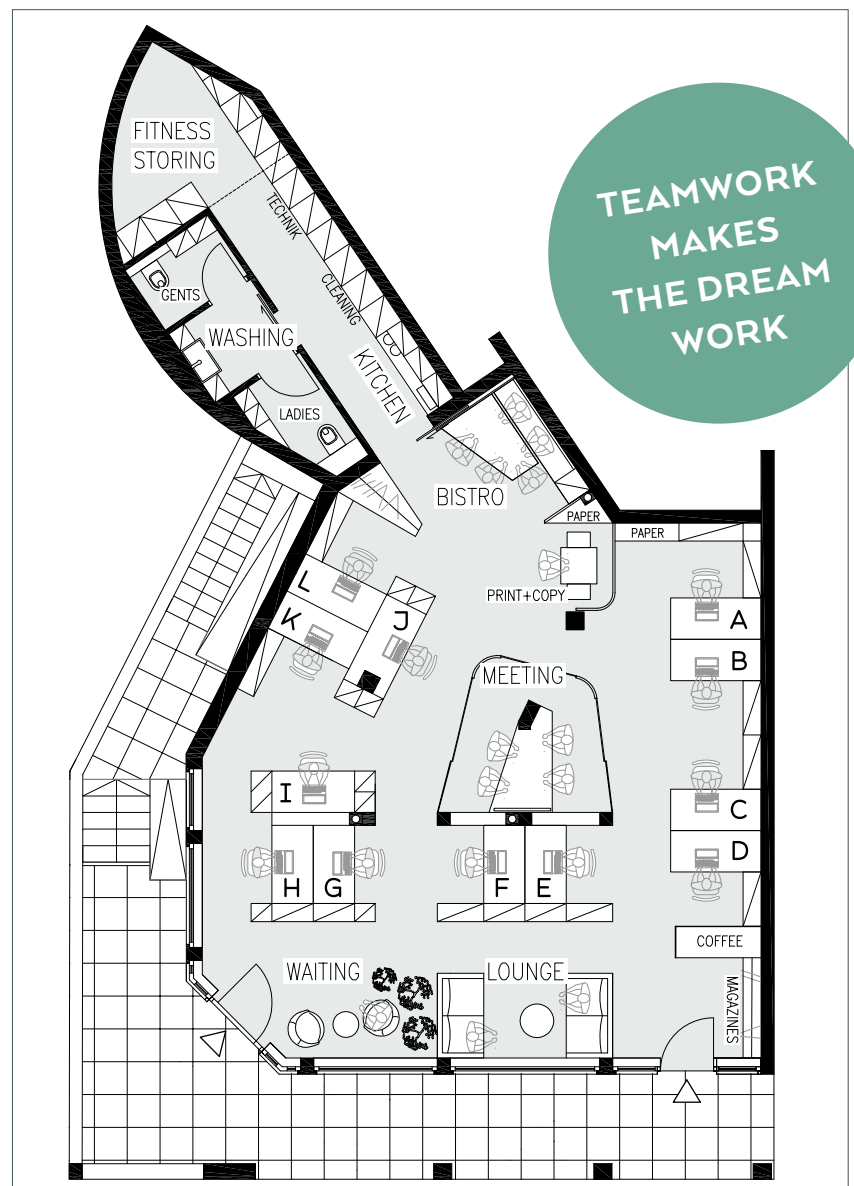 TEAMWORK
MAKES
THE DREAM
WORK
FITNESS
STORING
TECHNIK
CLEANING
GENTS
WASHING
KITCHEN
LADIES
BISTRO
PAPER
PAPER
PRINT+COPY
L
K
J
A
B
MEETING
I
C
D
H
G
F
E
COFFEE
WAITING
LOUNGE
MAGAZINES